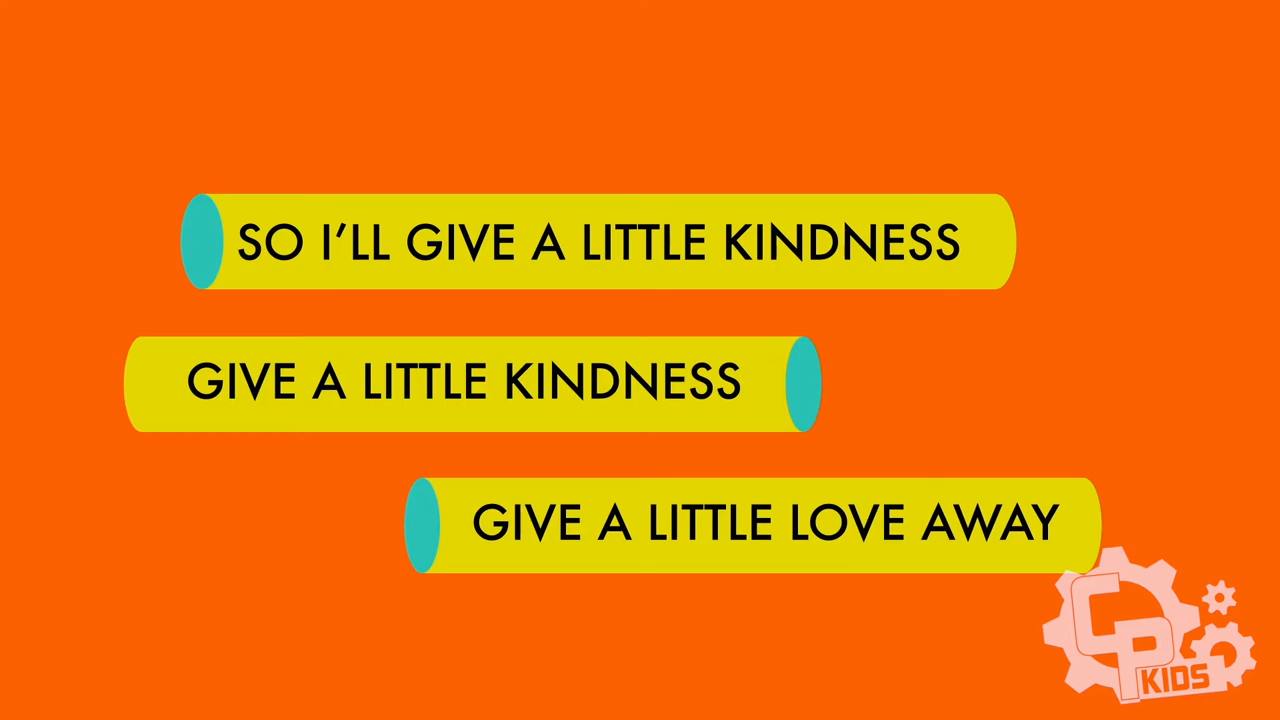 SO I'LL GIVE A LITTLE KINDNESS
GIVE A LITTLE KINDNESS
GIVE A LITTLE LOVE AWAY
CP
KIDS